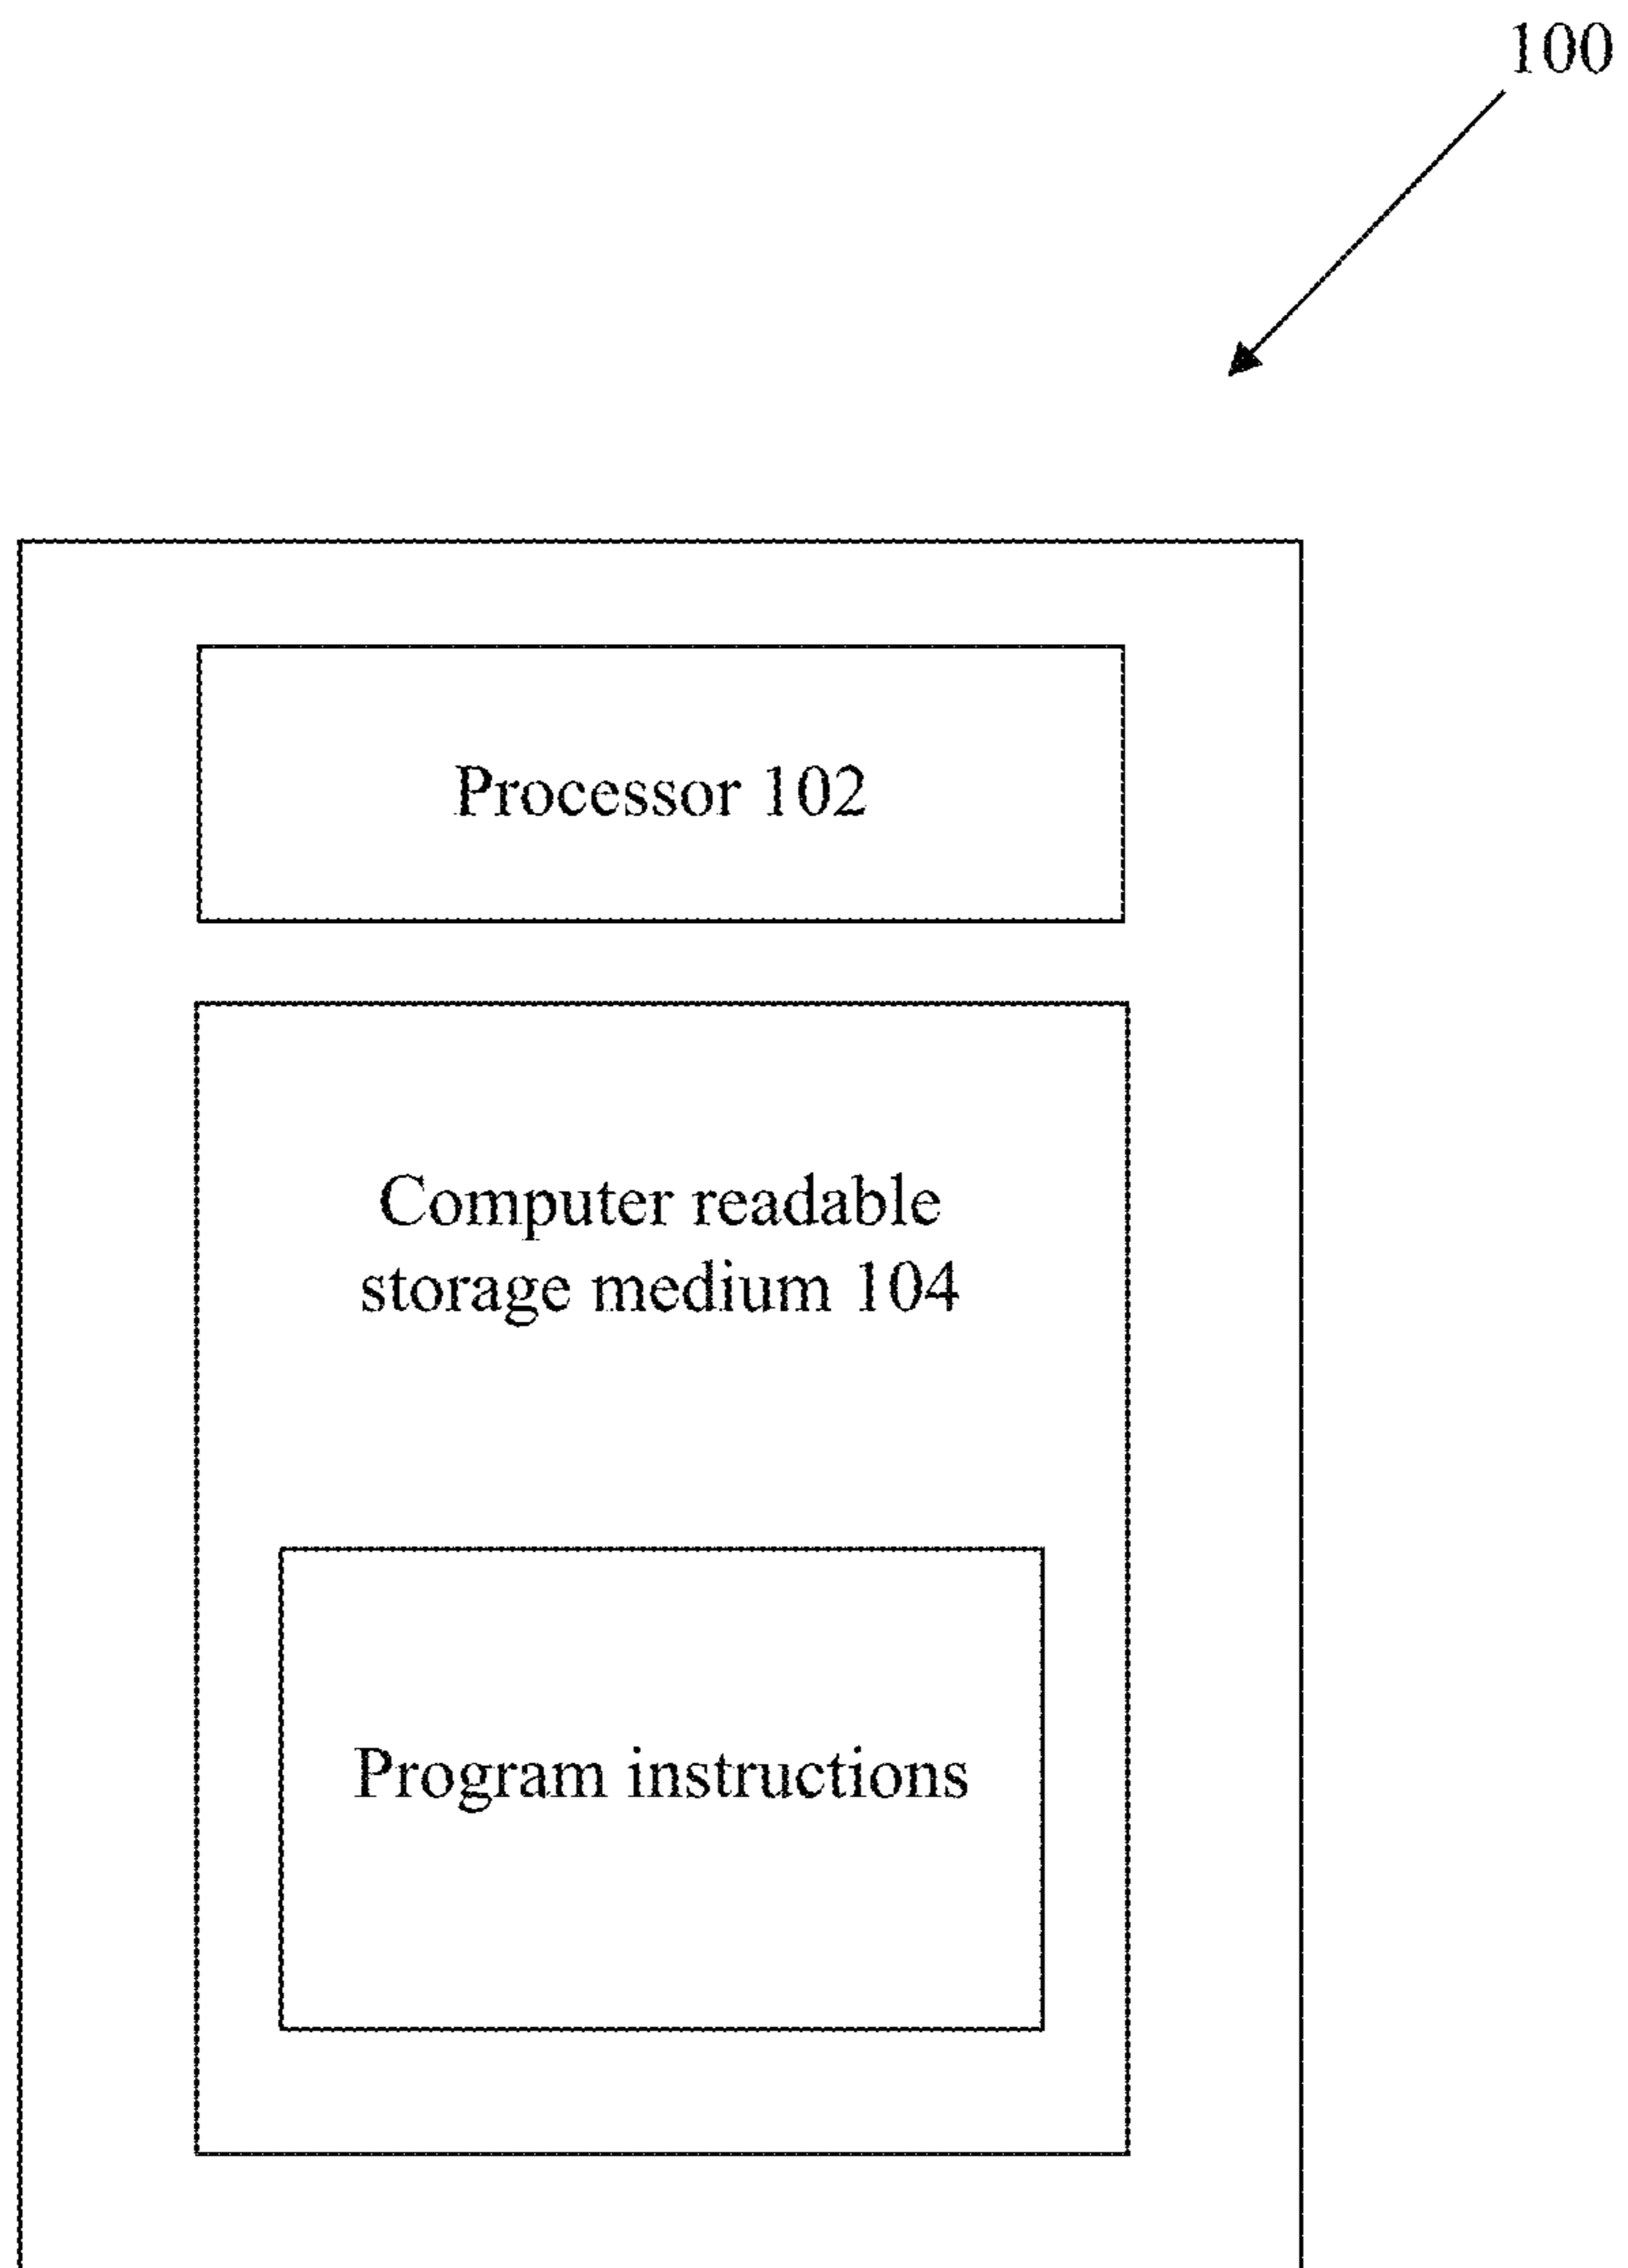 100
Processor 102
Computer readable
storage medium 104
Program instructions